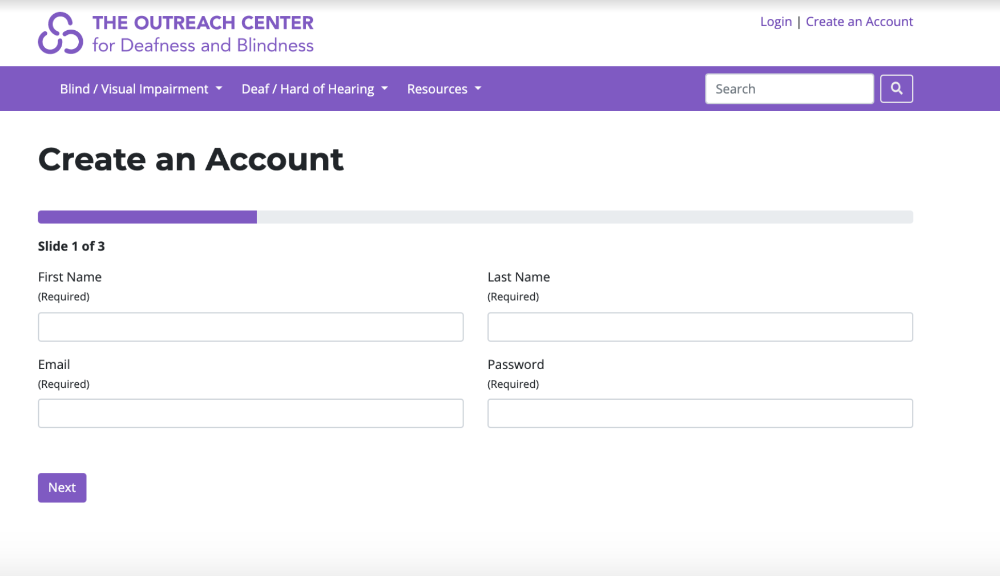 THE OUTREACH CENTER
for Deafness and Blindness
Login | Create an Account
Blind / Visual Impairment Deaf / Hard of Hearing Resources Search
Create an Account
Slide 1 of 3
First Name Last Name
(Required) (Required)
Email Password
(Required) (Required)
Next